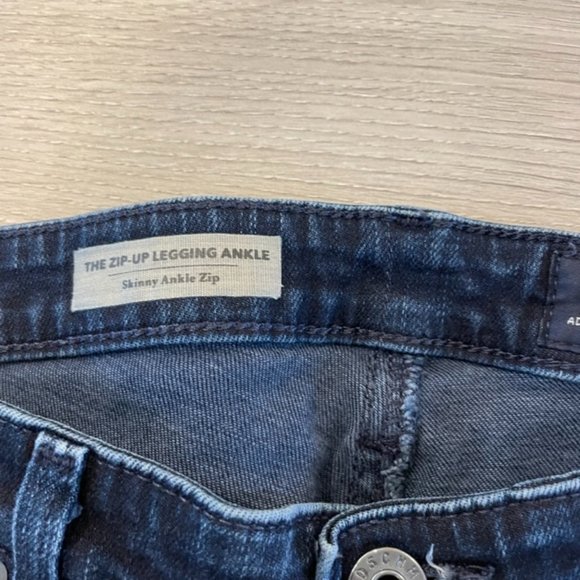 THE ZIP-UP LEGGING ANKLE
Skinny Ankle Zip